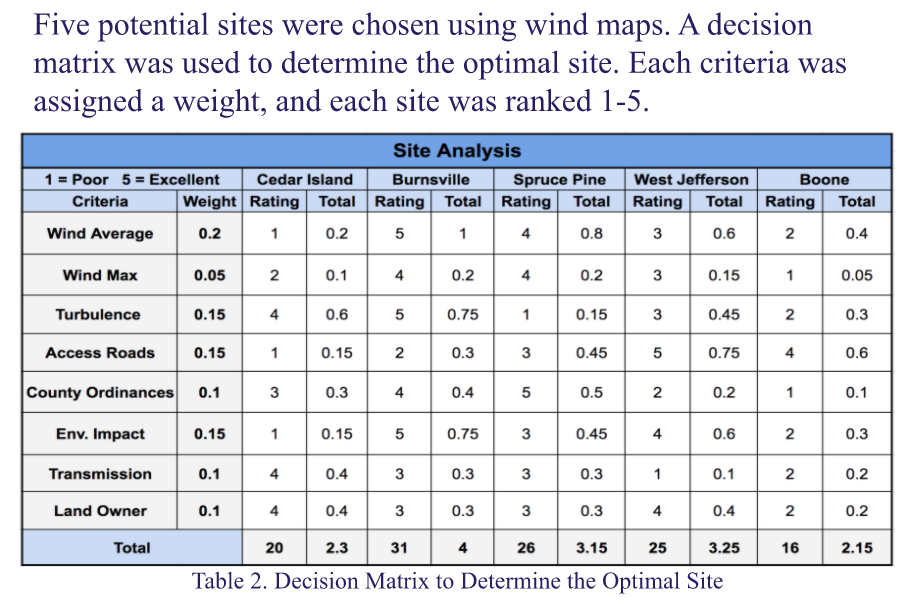 Five potential sites were chosen using wind maps. A decision
matrix was used to determine the optimal site. Each criteria was
assigned a weight, and each site was ranked 1-5.
Site Analysis
1 = Poor 5 = Excellent Cedar Island Burnsville Spruce Pine West Jefferson Boone
Criteria Weight Rating Total Rating Total Rating Total Rating Total Rating Total
Wind Average 0.2 1 0.2 5 1 4 0.8 3 0.6 2 0.4
Wind Max 0.05 2 0.1 4 0.2 4 0.2 3 0.15 1 0.05
Turbulence 0.15 4 0.6 5 0.75 1 0.15 3 0.45 2 0.3
Access Roads 0.15 1 0.15 2 0.3 3 0.45 5 0.75 4 0.6
County Ordinances 0.1 3 0.3 4 0.4 5 0.5 2 0.2 1 0.1
Env. Impact 0.15 1 0.15 5 0.75 3 0.45 4 0.6 2 0.3
Transmission 0.1 4 0.4 3 0.3 3 0.3 1 0.1 2 0.2
Land Owner 0.1 4 0.4 3 0.3 3 0.3 4 0.4 2 0.2
Total 20 2.3 31 4 26 3.15 25 3.25 16 2.15
Table 2. Decision Matrix to Determine the Optimal Site